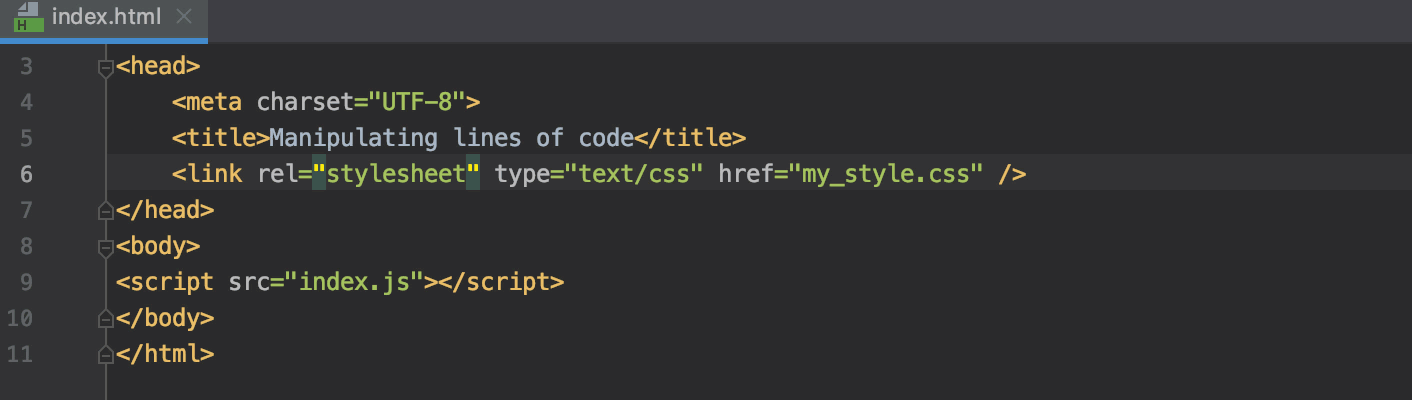 H index.html
3 <head>
4 <meta charset="UTF-8">
5 <title>Manipulating lines of code</title>
6 <link rel="stylesheet" type="text/css" href="my_style.css" />
7 </head>
8 <body>
9 <script src="index.js"></script>
10 </body>
11 </html>